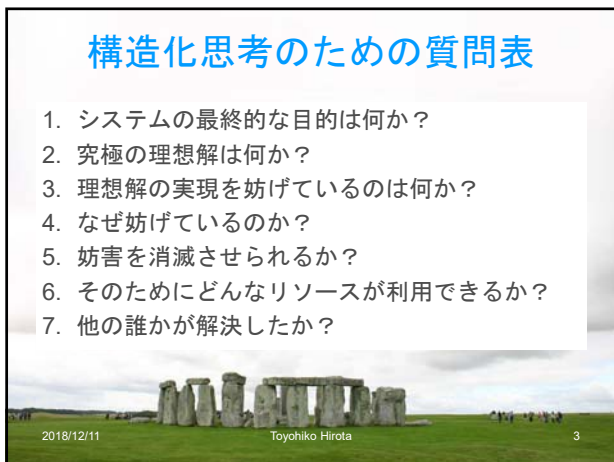 構造化思考のための質問表
1. システムの最終的な目的は何か？
2. 究極の理想解は何か？
3. 理想解の実現を妨げているのは何か？
4. なぜ妨げているのか？
5. 妨害を消滅させられるか？
6. そのためにどんなリソースが利用できるか？
7. 他の誰かが解決したか？
2018/12/11 Toyohiko Hirota 3